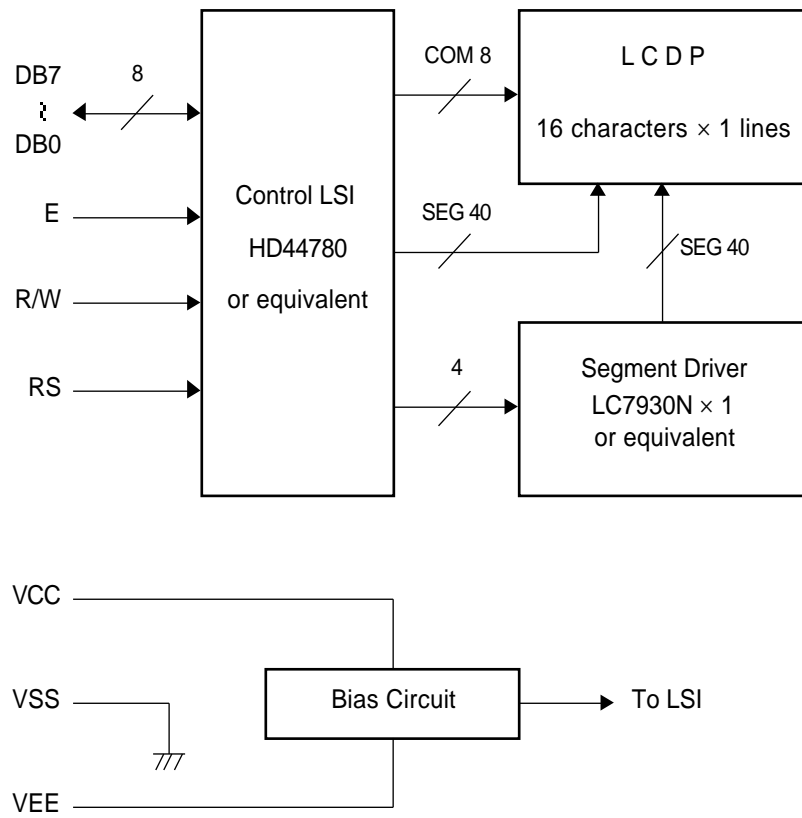 DB7
~
DB0
8
E
R/W
RS
Control LSI
HD44780
or equivalent
COM 8
SEG 40
4
L C D P
16 characters × 1 lines
SEG 40
Segment Driver
LC7930N × 1
or equivalent
VCC
VSS
VEE
Bias Circuit
To LSI